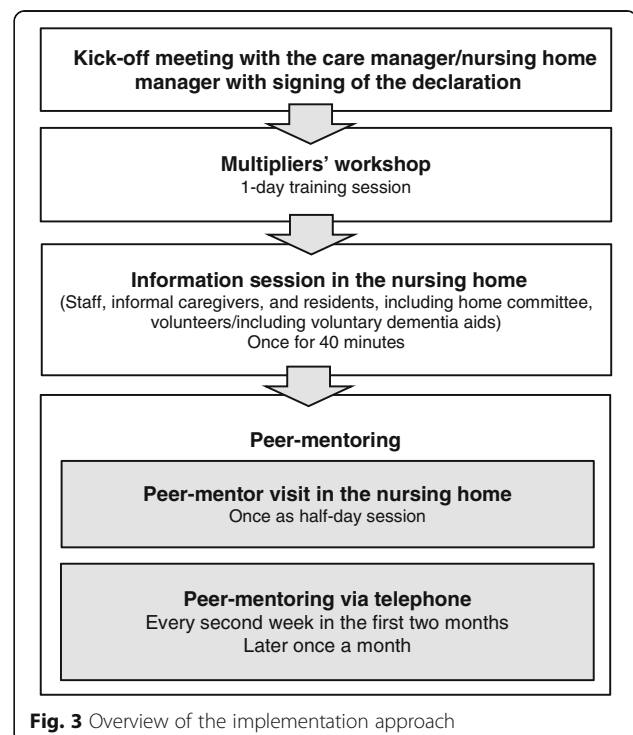 Kick-off meeting with the care manager/nursing home
manager with signing of the declaration
Multipliers’ workshop
1-day training session
Information session in the nursing home
(Staff, informal caregivers, and residents, including home committee,
volunteers/including voluntary dementia aids)
Once for 40 minutes
Peer-mentoring
Peer-mentor visit in the nursing home
Once as half-day session
Peer-mentoring via telephone
Every second week in the first two months
Later once a month
Fig. 3 Overview of the implementation approach